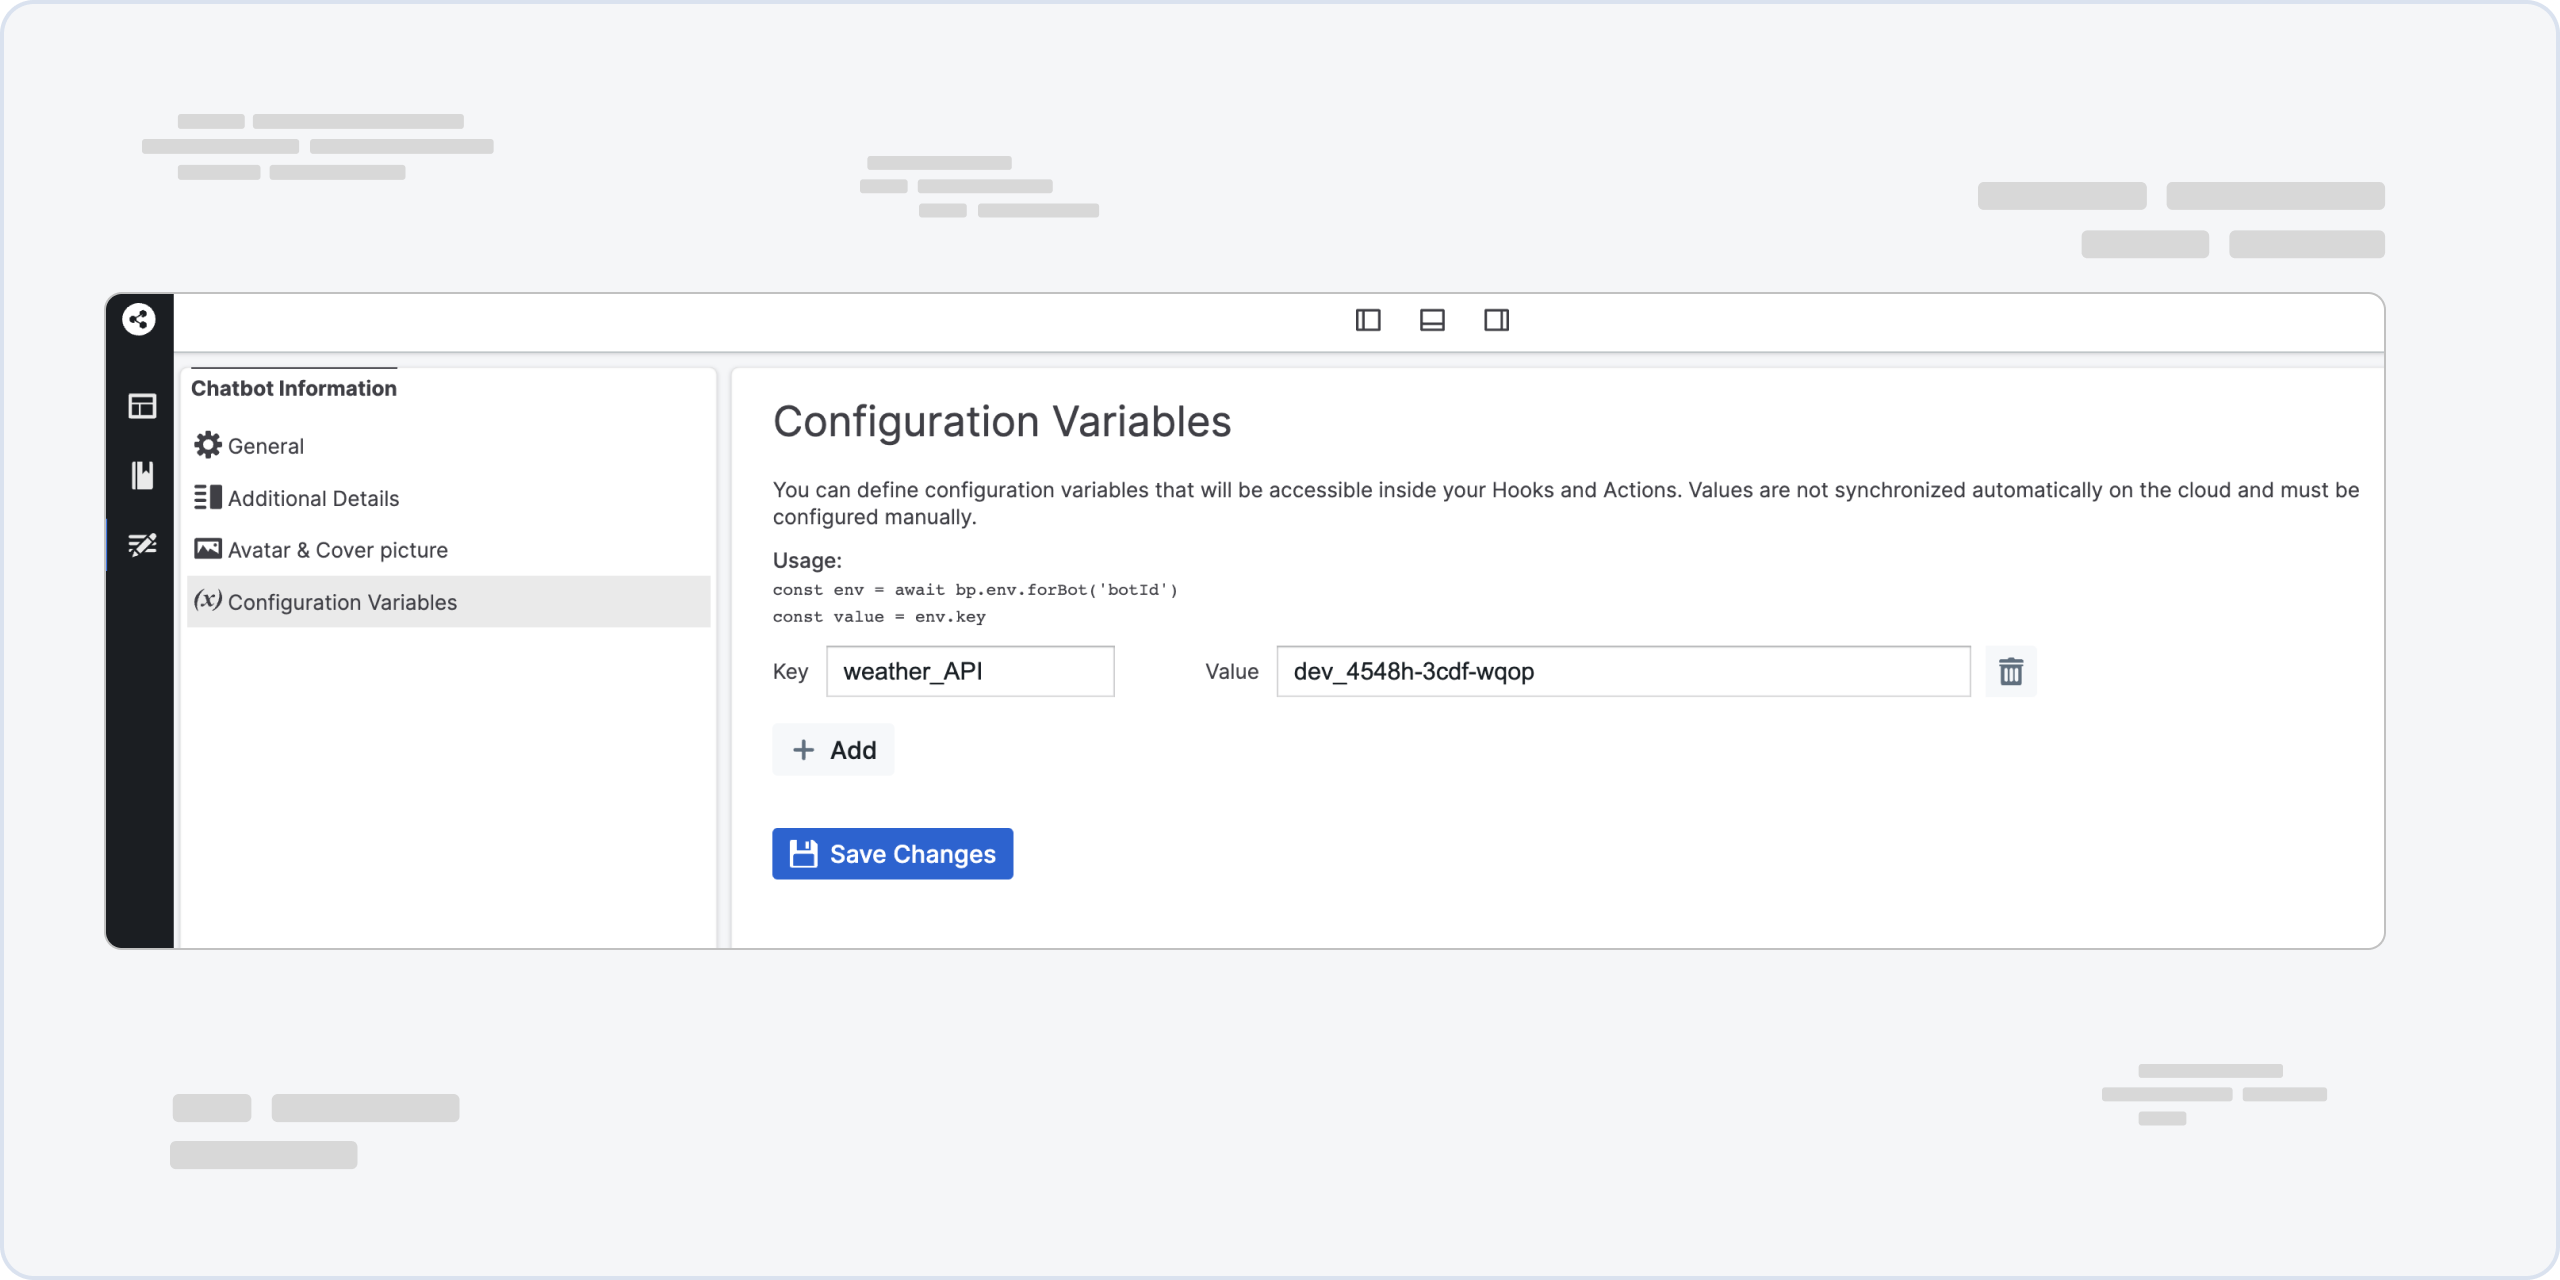 Chatbot Information
General
Additional Details
Avatar & Cover picture
(x) Configuration Variables
Configuration Variables
You can define configuration variables that will be accessible inside your Hooks and Actions. Values are not synchronized automatically on the cloud and must be
configured manually.
Usage:
const env = await bp.env.forBot('botId')
const value = env.key
Key weather_API Value dev_4548h-3cdf-wqop
+ Add
Save Changes